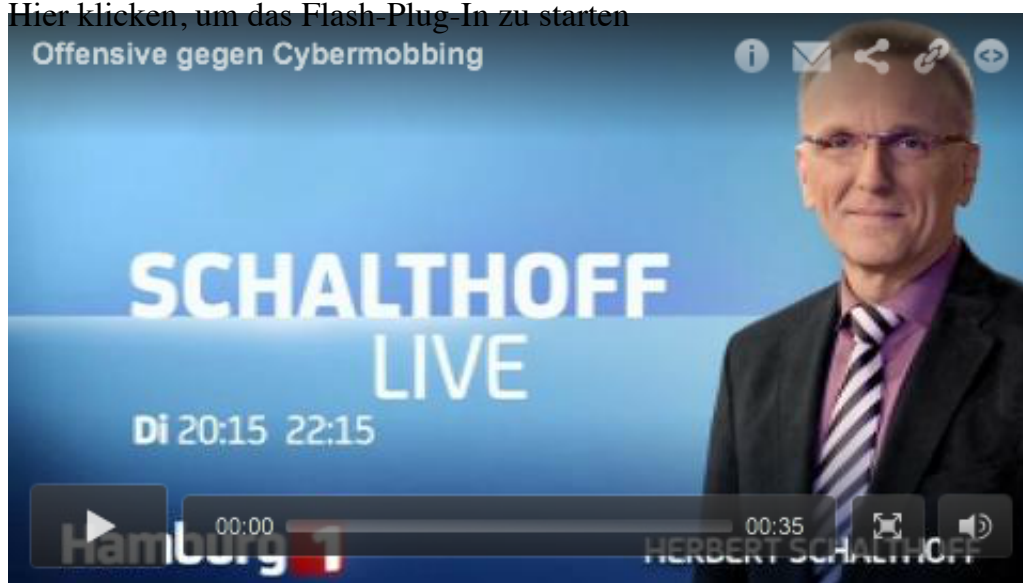 Hier klicken, um das Flash-Plug-In zu starten
Offensive gegen Cybermobbing
SCHALTHOFF
LIVE
Di 20:15 22:15
00:00 00:35
Hamburg 1
HERBERT SCHALTHOFF